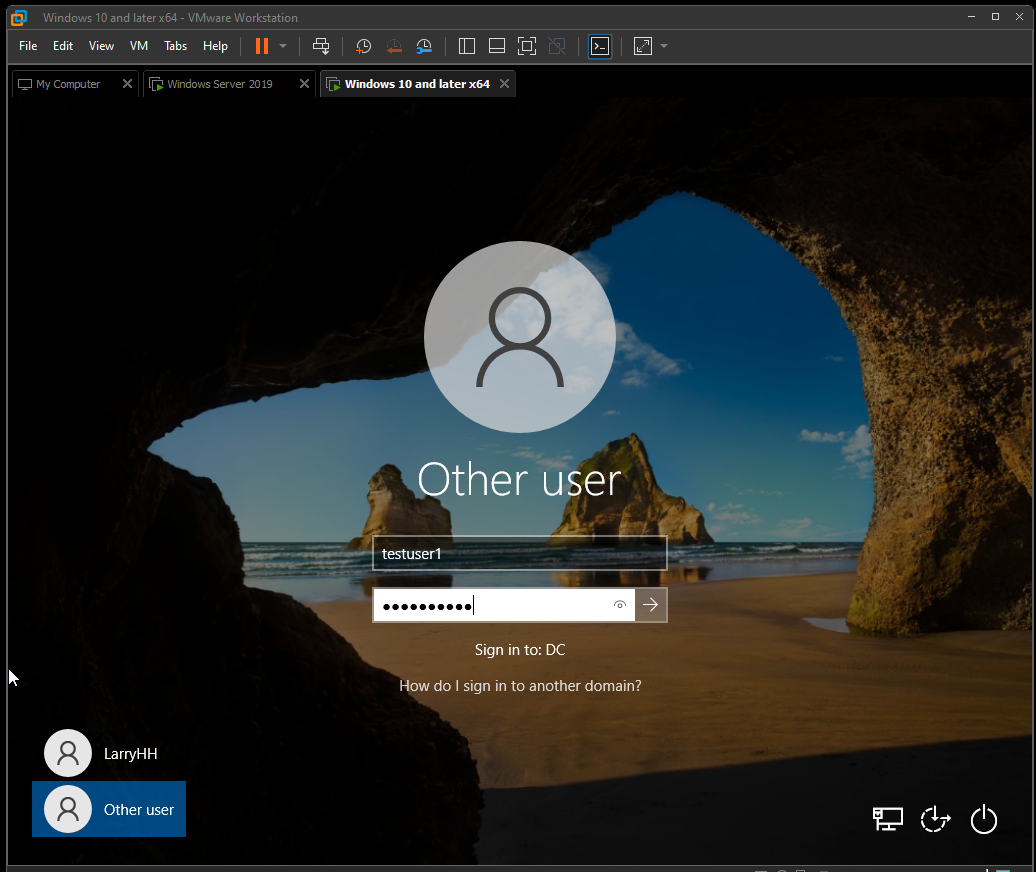 Windows 10 and later x64 - VMware Workstation
File Edit View VM Tabs Help
My Computer Windows Server 2019 Windows 10 and later x64
Other user
testuser1
Sign in to: DC
How do I sign in to another domain?
LarryHH
Other user